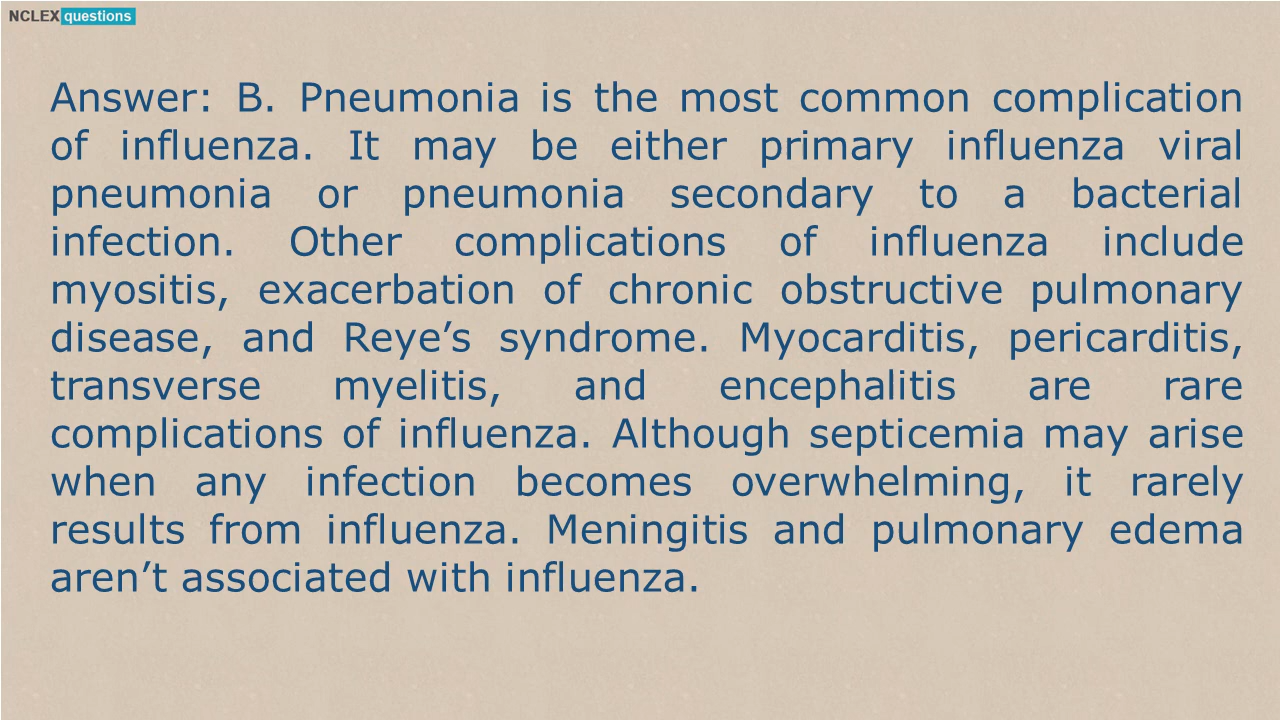 NCLEX questions
Answer: B. Pneumonia is the most common complication
of influenza. It may be either primary influenza viral
pneumonia or pneumonia secondary to a bacterial
infection. Other complications of influenza include
myositis, exacerbation of chronic obstructive pulmonary
disease, and Reye’s syndrome. Myocarditis, pericarditis,
transverse myelitis, and encephalitis are rare
complications of influenza. Although septicemia may arise
when any infection becomes overwhelming, it rarely
results from influenza. Meningitis and pulmonary edema
aren’t associated with influenza.